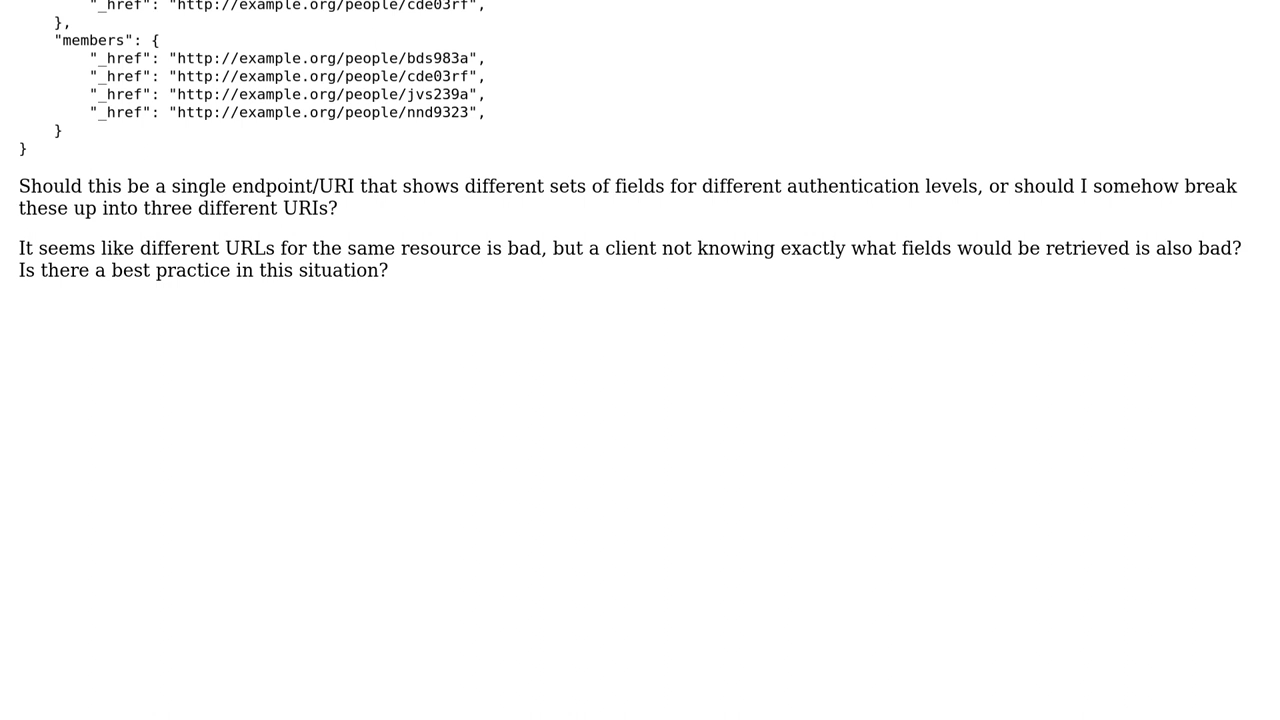 "_href": "http://example.org/people/cde03rf",
},
"members": {
"_href": "http://example.org/people/bds983a",
"_href": "http://example.org/people/cde03rf",
"_href": "http://example.org/people/jvs239a",
"_href": "http://example.org/people/nnd9323",
}
}
Should this be a single endpoint/URI that shows different sets of fields for different authentication levels, or should I somehow break
these up into three different URIs?
It seems like different URLs for the same resource is bad, but a client not knowing exactly what fields would be retrieved is also bad?
Is there a best practice in this situation?